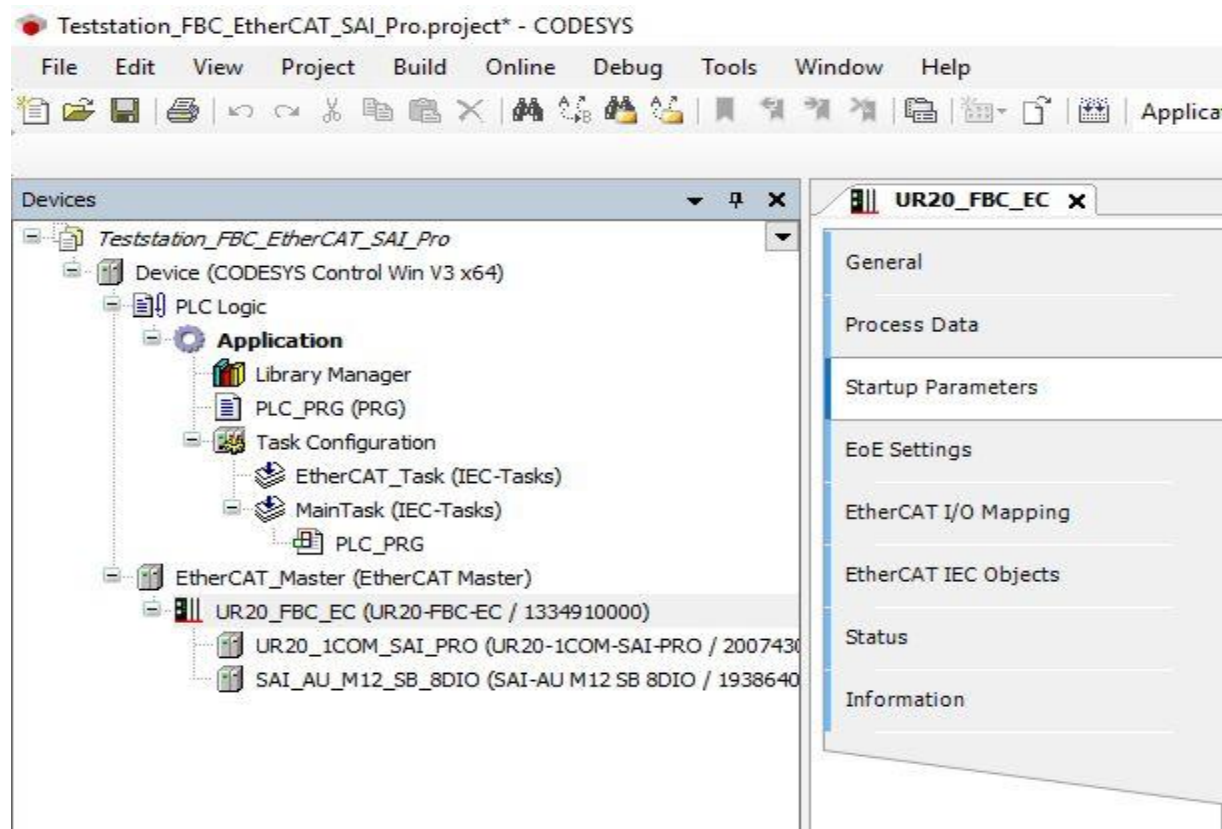 Teststation_FBC_EtherCAT_SAI_Pro.project* - CODESYS
File Edit View Project Build Online Debug Tools Window Help
Applica
Devices
Teststation_FBC_EtherCAT_SAI_Pro
Device (CODESYS Control Win V3 x64)
PLC Logic
Application
Library Manager
PLC_PRG (PRG)
Task Configuration
EtherCAT_Task (IEC-Tasks)
MainTask (IEC-Tasks)
PLC_PRG
EtherCAT_Master (EtherCAT Master)
UR20_FBC_EC (UR20-FBC-EC / 1334910000)
UR20_1COM_SAI_PRO (UR20-1COM-SAI-PRO / 2007430
SAI_AU_M12_SB_8DIO (SAI-AU M12 SB 8DIO / 1938640
UR20_FBC_EC
General
Process Data
Startup Parameters
EoE Settings
EtherCAT I/O Mapping
EtherCAT IEC Objects
Status
Information